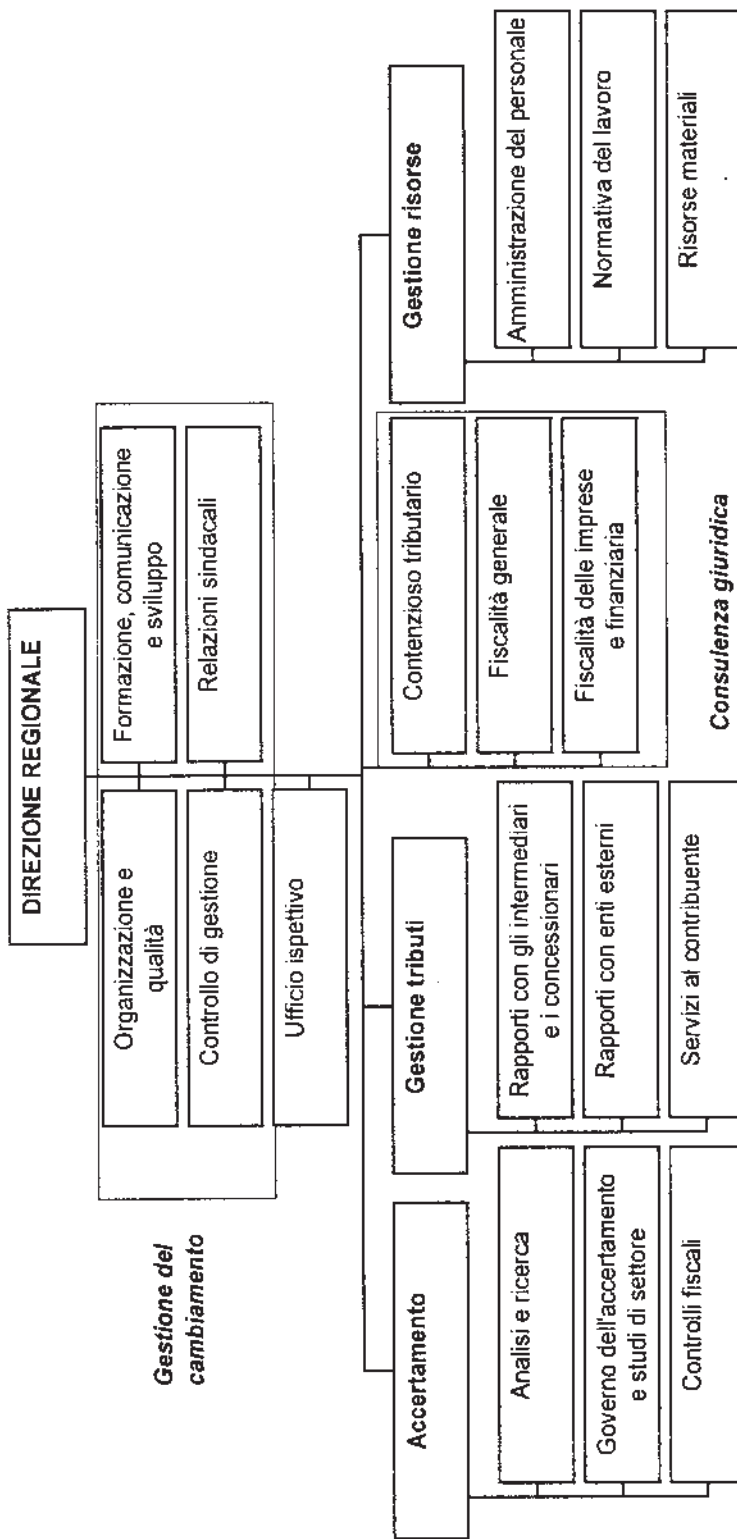 DIREZIONE REGIONALE
Gestione del
cambiamento
Organizzazione e
qualità
Formazione, comunicazione
e sviluppo
Controllo di gestione
Relazioni sindacali
Ufficio ispettivo
Accertamento
Analisi e ricerca
Governo dell'accertamento
e studi di settore
Controlli fiscali
Gestione tributi
Rapporti con gli intermediari
e i concessionari
Rapporti con enti esterni
Servizi al contribuente
Contenzioso tributario
Fiscalità generale
Fiscalità delle imprese
e finanziaria
Consulenza giuridica
Gestione risorse
Amministrazione del personale
Normativa del lavoro
Risorse materiali